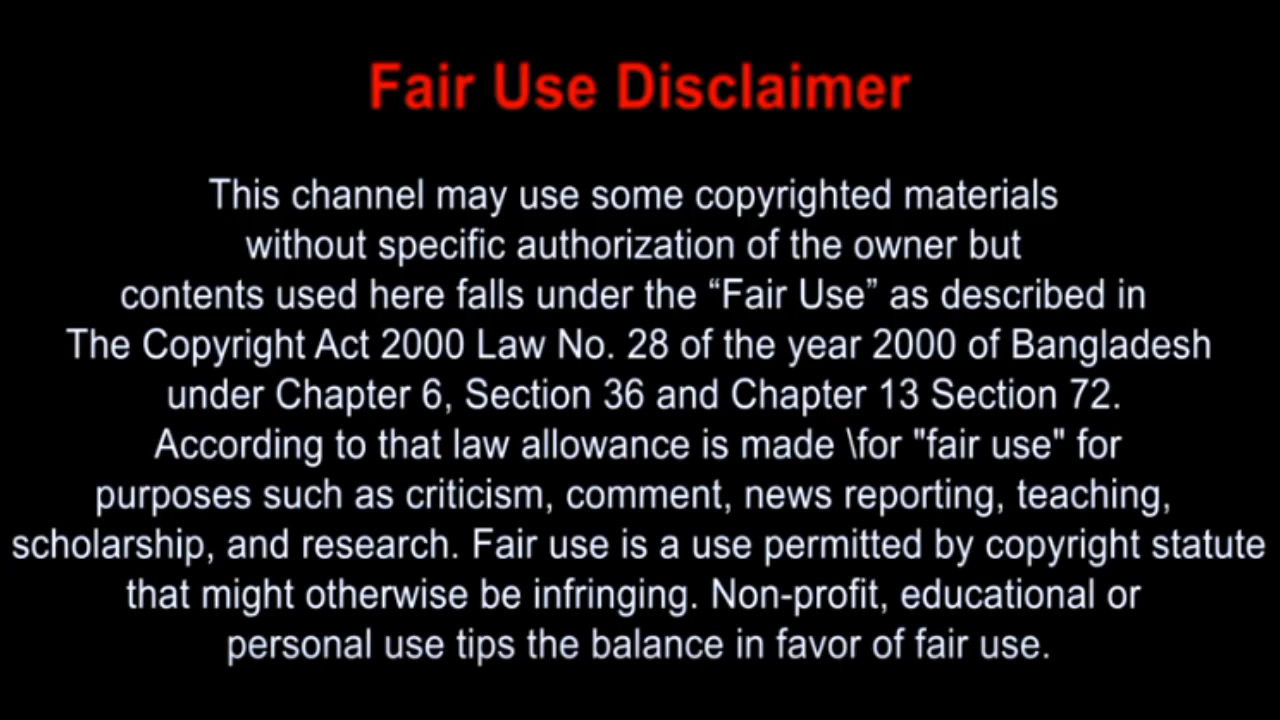 Fair Use Disclaimer
This channel may use some copyrighted materials
without specific authorization of the owner but
contents used here falls under the “Fair Use” as described in
The Copyright Act 2000 Law No. 28 of the year 2000 of Bangladesh
under Chapter 6, Section 36 and Chapter 13 Section 72.
According to that law allowance is made \for "fair use" for
purposes such as criticism, comment, news reporting, teaching,
scholarship, and research. Fair use is a use permitted by copyright statute
that might otherwise be infringing. Non-profit, educational or
personal use tips the balance in favor of fair use.